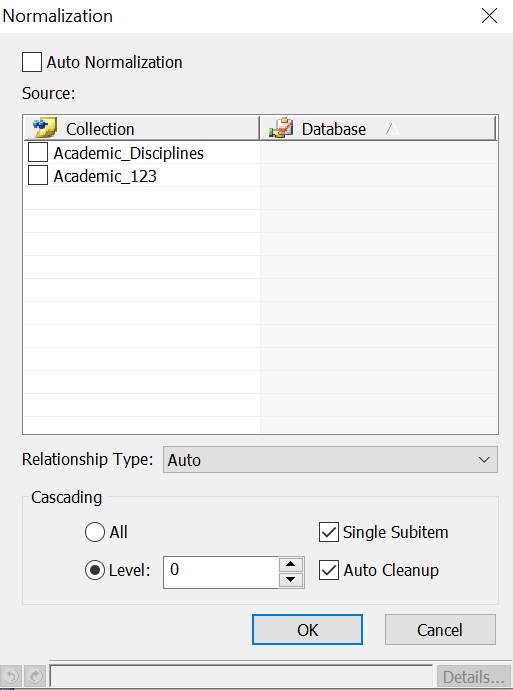 Normalization
Auto Normalization
Source:
Collection Database
Academic_Disciplines
Academic_123
Relationship Type: Auto
Cascading
All Single Subitem
Level: 0 Auto Cleanup
OK Cancel
Details...